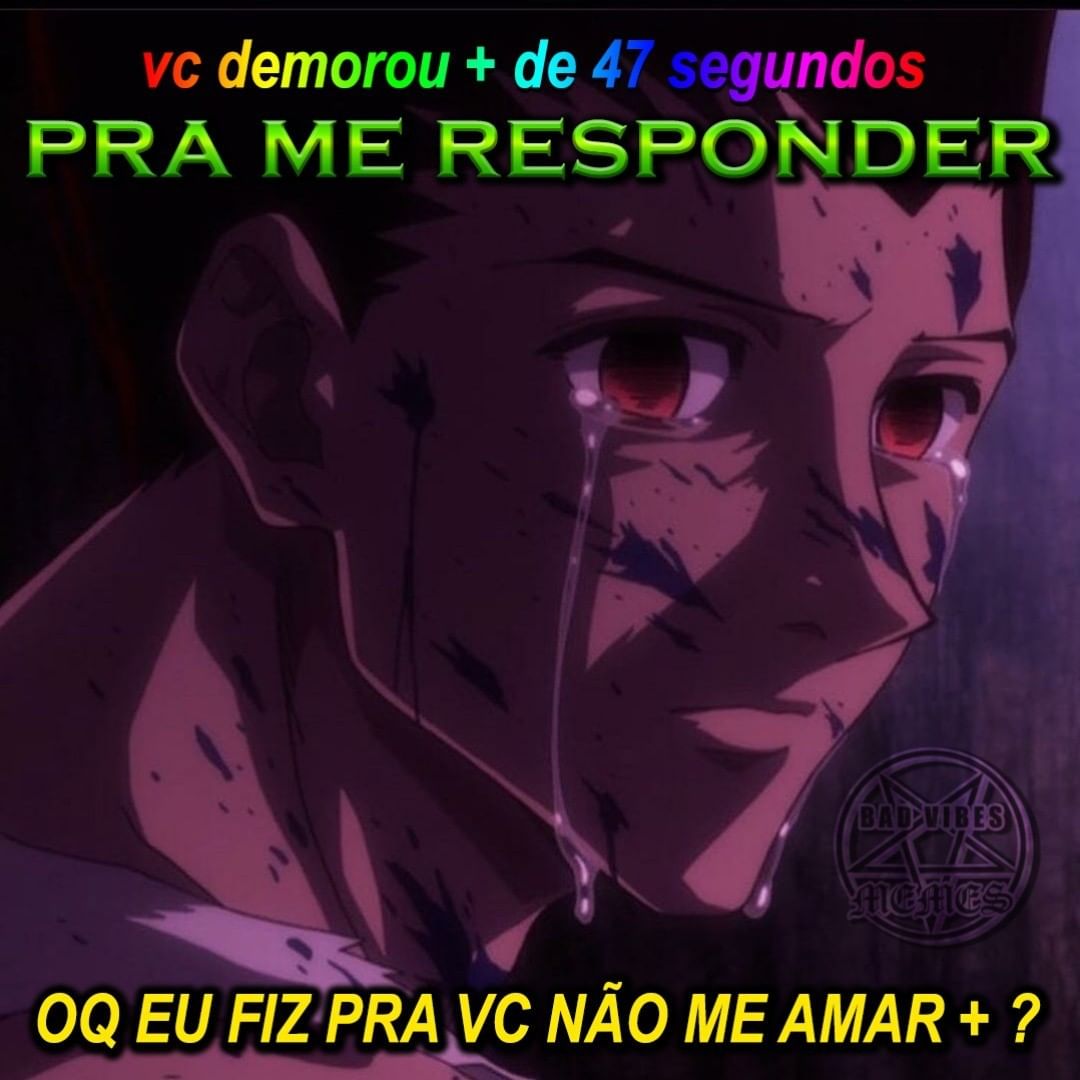 vc demorou + de 47 segundos
PRA ME RESPONDER
BAD VIBES
MEMES
OQ EU FIZ PRA VC NÃO ME AMAR + ?